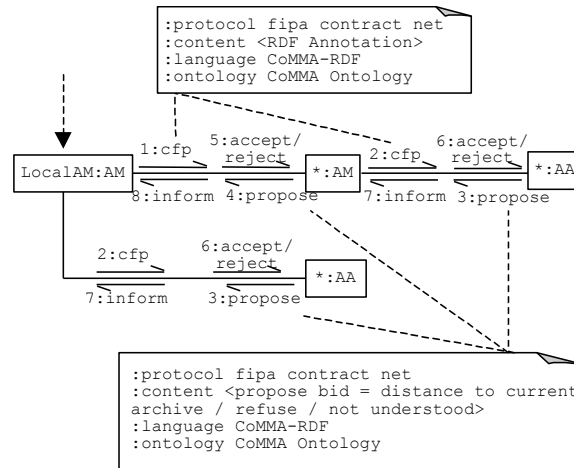 :protocol fipa contract net
:content <RDF Annotation>
:language CoMMA-RDF
:ontology CoMMA Ontology
1:cfp
5:accept/
reject
2:cfp
6:accept/
reject
LocalAM:AM
*:AM
*:AA
8:inform
4:propose
7:inform
3:propose
2:cfp
6:accept/
reject
*:AA
7:inform
3:propose
:protocol fipa contract net
:content <propose bid = distance to current
archive / refuse / not understood>
:language CoMMA-RDF
:ontology CoMMA Ontology